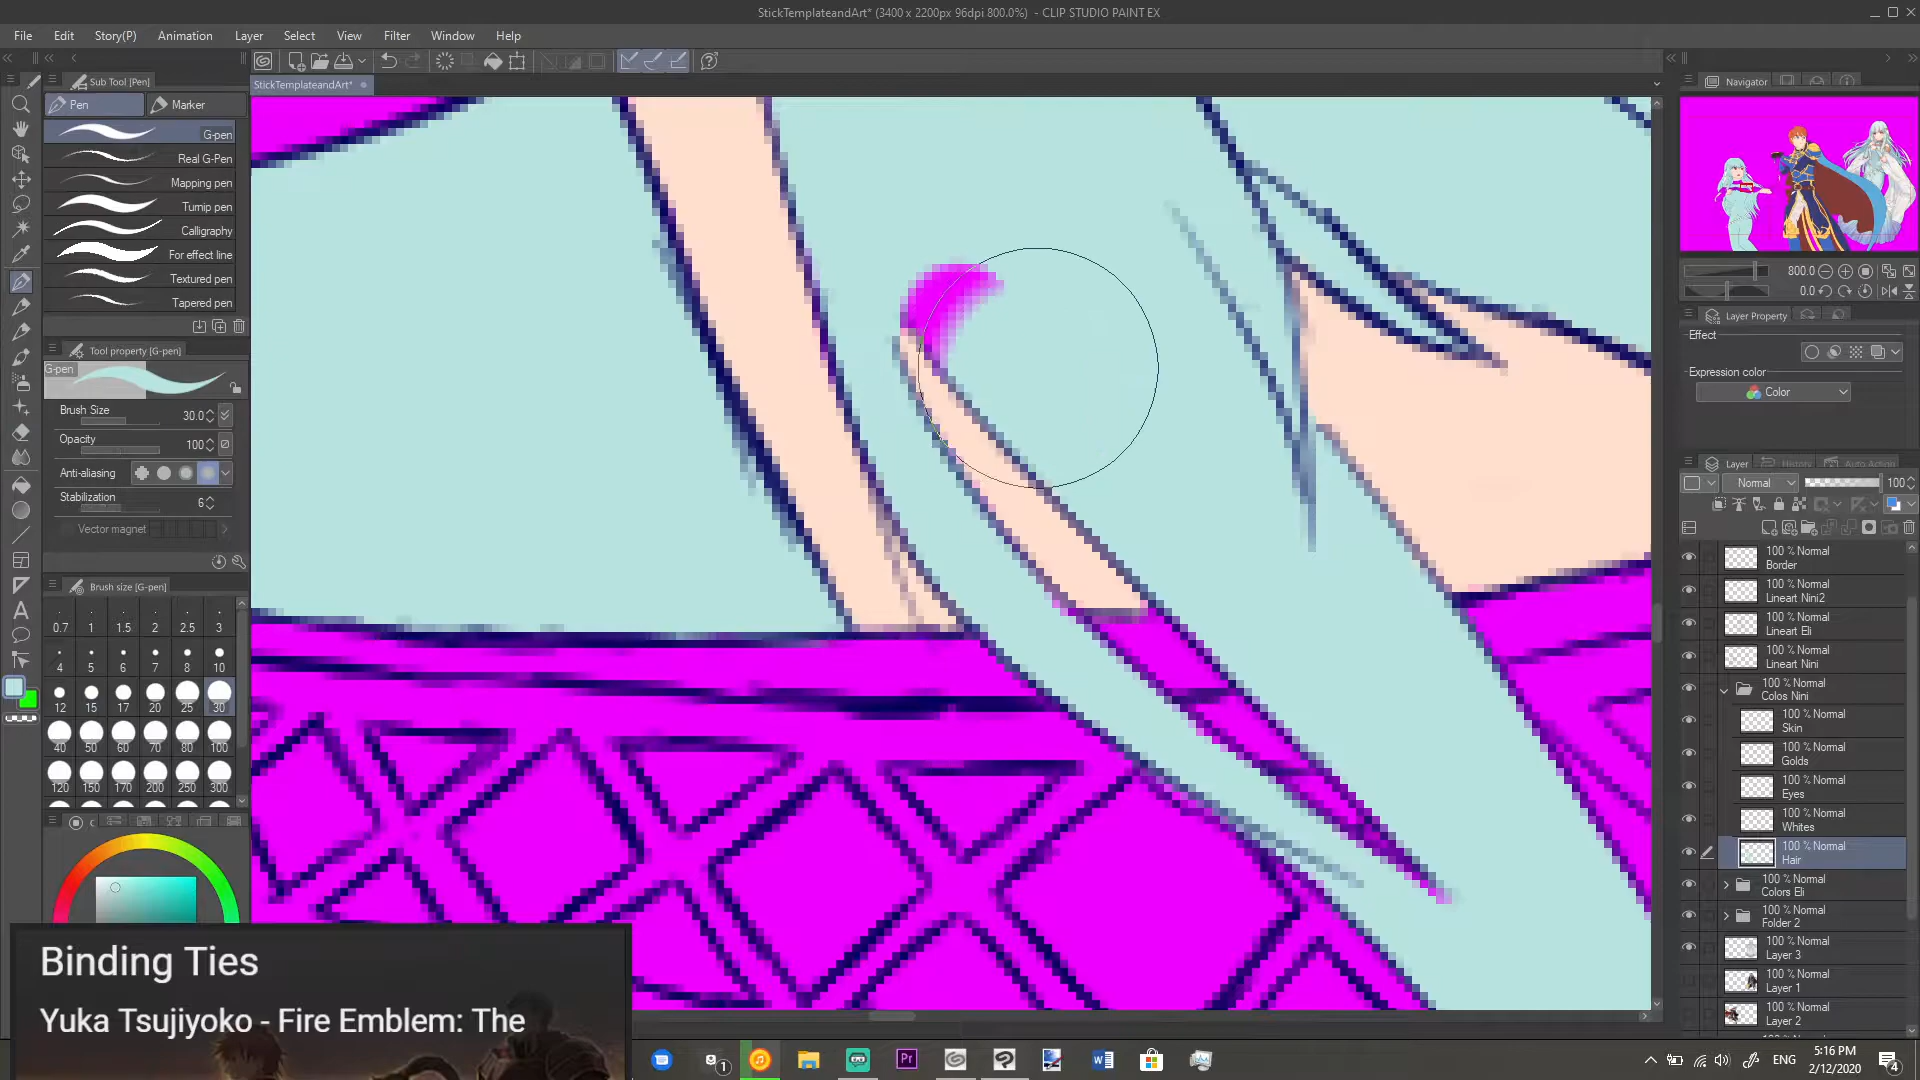 StickTemplateandArt* (3400 x 2200px 96dpi 800.0%) - CLIP STUDIO PAINT EX
File Edit Story(P) Animation Layer Select View Filter Window Help
Sub Tool [Pen]
StickTemplateandArt*
Navigator
Pen Marker
G-pen
Real G-Pen
Mapping pen
Turnip pen
Calligraphy
For effect line
Textured pen
Tapered pen
800.0
0.0
Layer Property
Effect
Expression color
Color
Tool property [G-pen]
G-pen
Brush Size 30.0
Opacity 100
Anti-aliasing
Stabilization 6
Vector magnet
Layer History Auto Action
Normal 100
Brush size [G-pen]
0.7 1 1.5 2 2.5 3
4 5 6 7 8 10
12 15 17 20 25 30
40 50 60 70 80 100
120 150 170 200 250 300
100 % Normal
Border
100 % Normal
Lineart Nini2
100 % Normal
Lineart Eli
100 % Normal
Lineart Nini
100 % Normal
Colos Nini
100 % Normal
Skin
100 % Normal
Golds
100 % Normal
Eyes
100 % Normal
Whites
100 % Normal
Hair
100 % Normal
Colors Eli
100 % Normal
Folder 2
100 % Normal
Layer 3
100 % Normal
Layer 1
100 % Normal
Layer 2
Binding Ties
Yuka Tsujiyoko - Fire Emblem: The
1
Pr
ENG
5:16 PM
2/12/2020
4